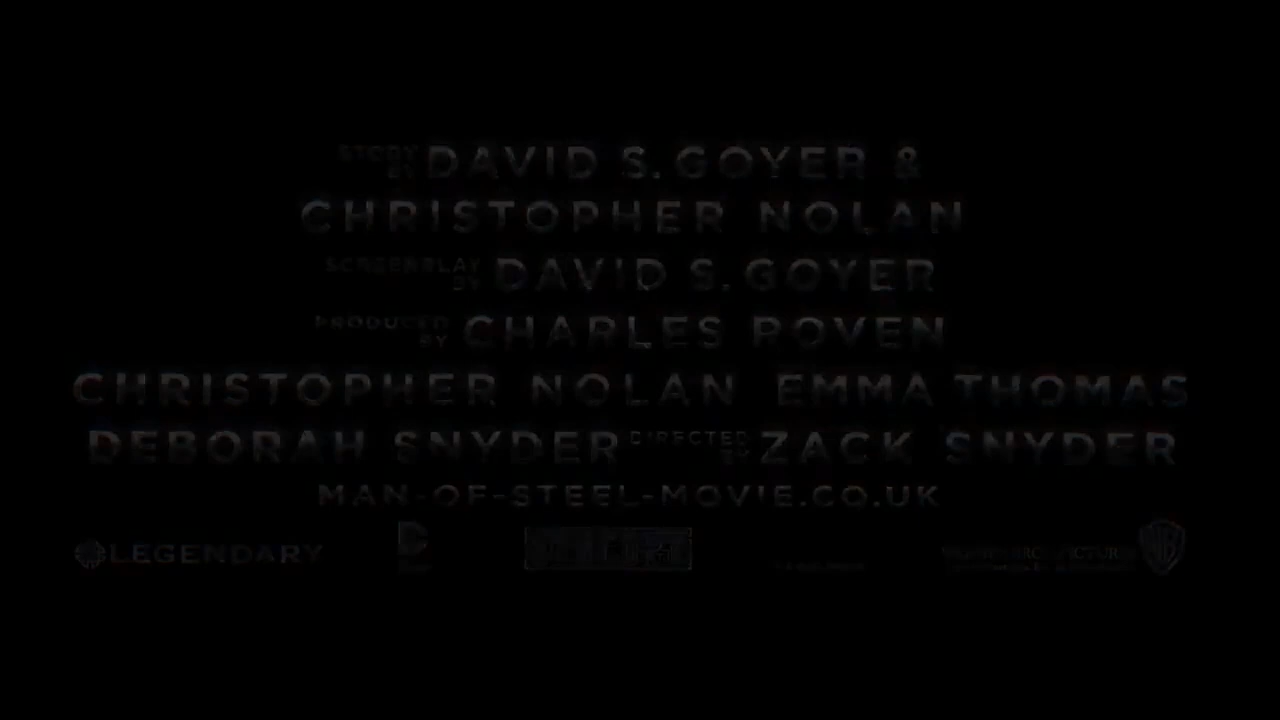 STORY BY DAVID S. GOYER &
CHRISTOPHER NOLAN
SCREENPLAY BY DAVID S. GOYER
PRODUCED BY CHARLES ROVEN
CHRISTOPHER NOLAN EMMA THOMAS
DEBORAH SNYDER DIRECTED BY ZACK SNYDER
MAN-OF-STEEL-MOVIE.CO.UK
LEGENDARY
WB